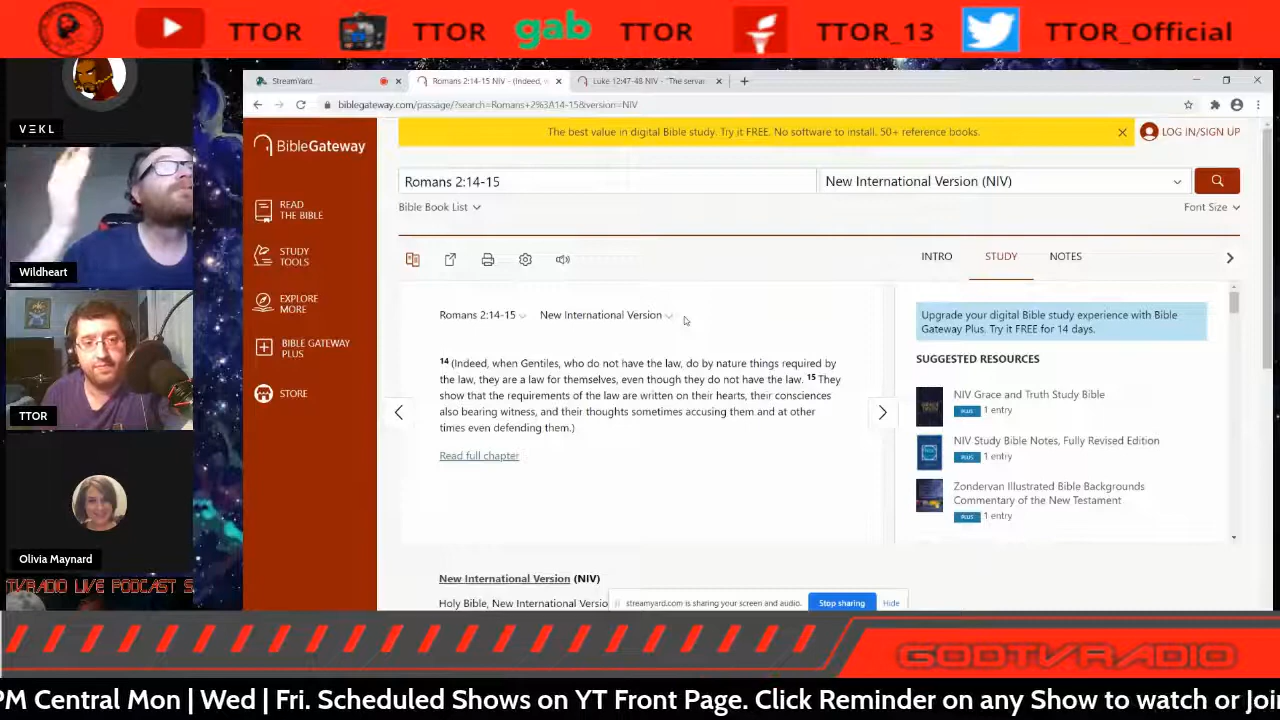 TTOR
TTOR
gab
TTOR
TTOR_13
TTOR_Official
VΞKL
Wildheart
TTOR
Olivia Maynard
TVRADIO LIVE PODCAST S
StreamYard
Romans 2:14-15 NIV - (Indeed, w
Luke 12:47-48 NIV - "The serva
biblegateway.com/passage/?search=Romans+2%3A14-15&version=NIV
BibleGateway
The best value in digital Bible study. Try it FREE. No software to install. 50+ reference books.
LOG IN/SIGN UP
Romans 2:14-15
New International Version (NIV)
Bible Book List
Font Size
READ
THE BIBLE
STUDY
TOOLS
EXPLORE
MORE
BIBLE GATEWAY
PLUS
STORE
INTRO
STUDY
NOTES
Romans 2:14-15
New International Version
14 (Indeed, when Gentiles, who do not have the law, do by nature things required by
the law, they are a law for themselves, even though they do not have the law. 15 They
show that the requirements of the law are written on their hearts, their consciences
also bearing witness, and their thoughts sometimes accusing them and at other
times even defending them.)
Read full chapter
Upgrade your digital Bible study experience with Bible
Gateway Plus. Try it FREE for 14 days.
SUGGESTED RESOURCES
NIV Grace and Truth Study Bible
PLUS 1 entry
NIV Study Bible Notes, Fully Revised Edition
PLUS 1 entry
Zondervan Illustrated Bible Backgrounds
Commentary of the New Testament
PLUS 1 entry
New International Version (NIV)
Holy Bible, New International Versio
streamyard.com is sharing your screen and audio.
Stop sharing
Hide
GODTVRADIO
PM Central Mon | Wed | Fri. Scheduled Shows on YT Front Page. Click Reminder on any Show to watch or Joi